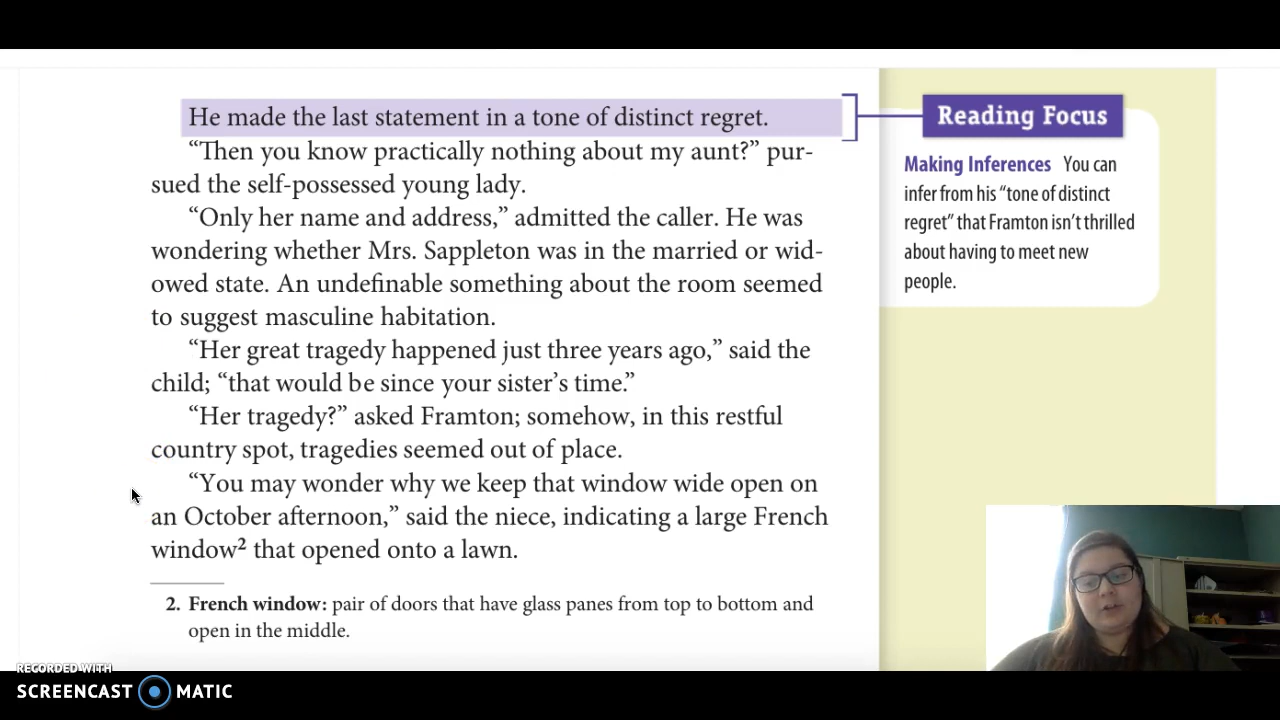 He made the last statement in a tone of distinct regret.
“Then you know practically nothing about my aunt?” pur-
sued the self-possessed young lady.
“Only her name and address,” admitted the caller. He was
wondering whether Mrs. Sappleton was in the married or wid-
owed state. An undefinable something about the room seemed
to suggest masculine habitation.
“Her great tragedy happened just three years ago,” said the
child; “that would be since your sister’s time.”
“Her tragedy?” asked Framton; somehow, in this restful
country spot, tragedies seemed out of place.
“You may wonder why we keep that window wide open on
an October afternoon,” said the niece, indicating a large French
window² that opened onto a lawn.
2. French window: pair of doors that have glass panes from top to bottom and
open in the middle.
Reading Focus
Making Inferences You can
infer from his “tone of distinct
regret” that Framton isn’t thrilled
about having to meet new
people.
RECORDED WITH
SCREENCAST MATIC